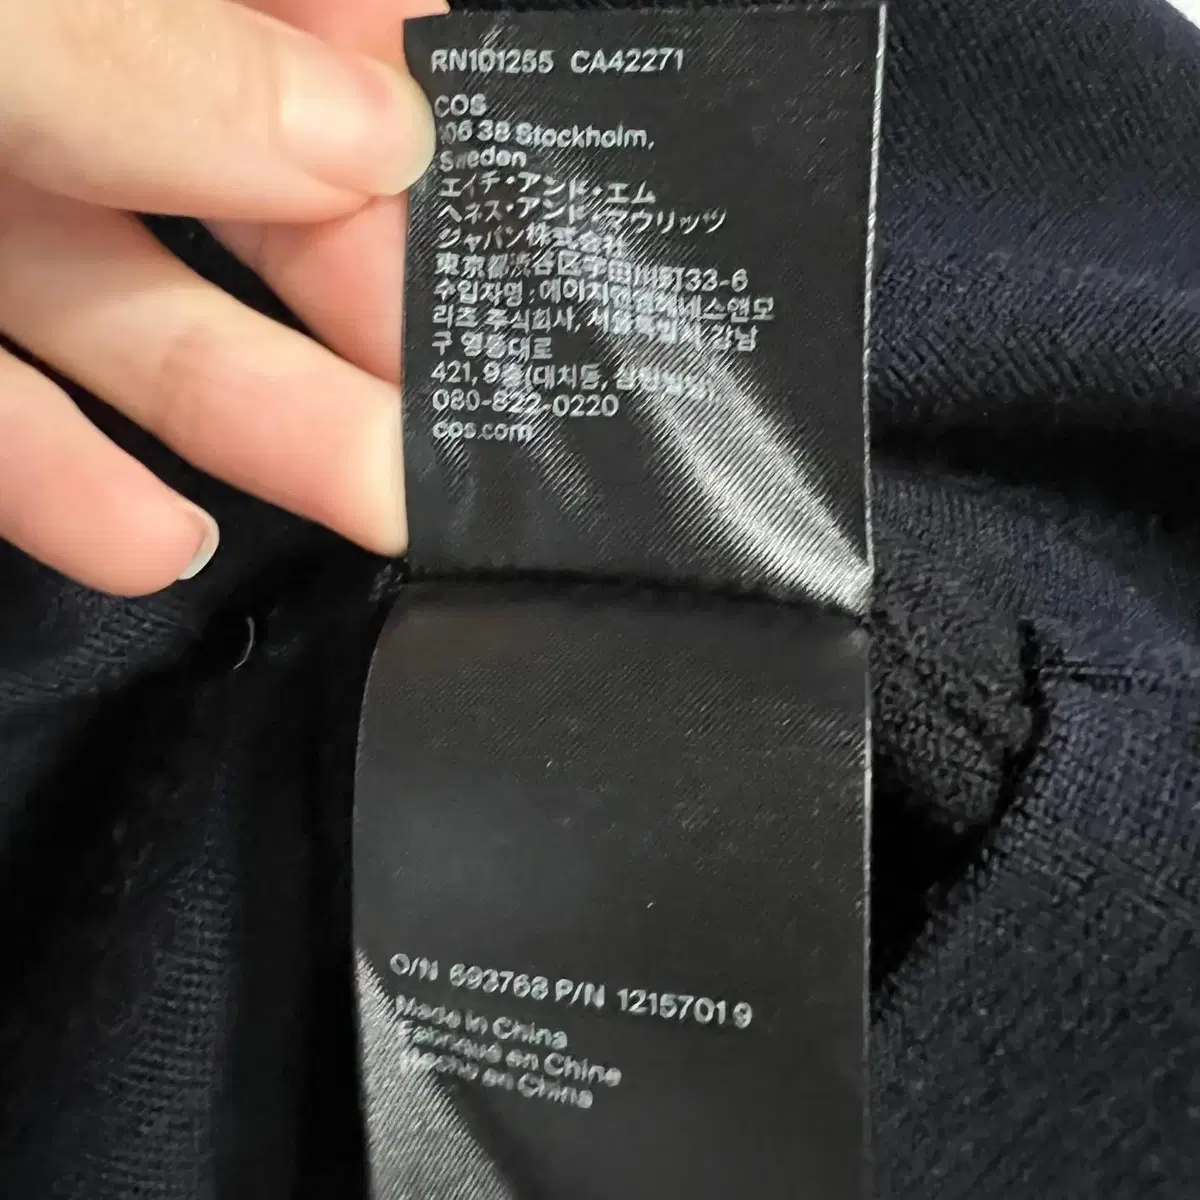 RN101255 CA42271
COS
106 38 Stockholm,
Sweden
エイチ・アンド・エム
ヘネス・アンド・マウリッツ
ジャパン株式会社
東京都渋谷区宇田川町33-6
수입자명 : 에이치앤엠헤네스앤모
리츠 주식회사, 서울특별시 강남
구 영동대로
421, 9층(대치동,
080-822-0220
cos.com
O/N 693768 P/N 12157019
Made in China
Fabriqué en Chine
Hecho en China